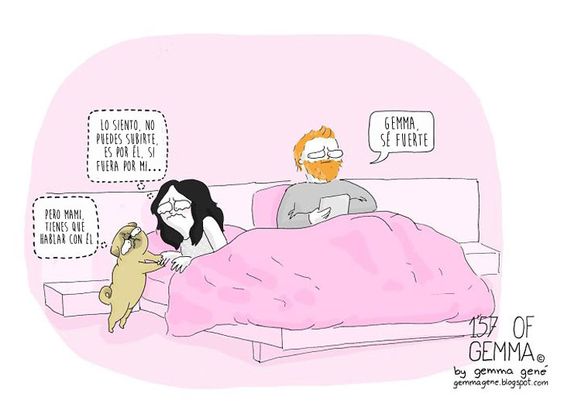 LO SIENTO, NO
PUEDES SUBIRTE,
ES POR ÉL, SI
FUERA POR MI...
GEMMA,
SÉ FUERTE
PERO MAMI,
TIENES QUE
HABLAR CON ÉL
157 OF
GEMMA©
by gemma gené
gemmagene.blogspot.com